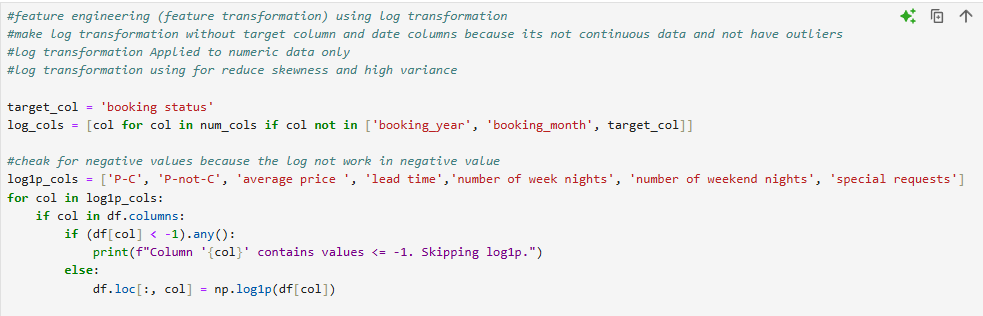 #feature engineering (feature transformation) using log transformation
#make log transformation without target column and date columns because its not continuous data and not have outliers
#log transformation Applied to numeric data only
#log transformation using for reduce skewness and high variance
target_col = 'booking status'
log_cols = [col for col in num_cols if col not in ['booking_year', 'booking_month', target_col]]
#cheak for negative values because the log not work in negative value
log1p_cols = ['P-C', 'P-not-C', 'average price ', 'lead time','number of week nights', 'number of weekend nights', 'special requests']
for col in log1p_cols:
    if col in df.columns:
        if (df[col] < -1).any():
            print(f"Column '{col}' contains values <= -1. Skipping log1p.")
        else:
            df.loc[:, col] = np.log1p(df[col])